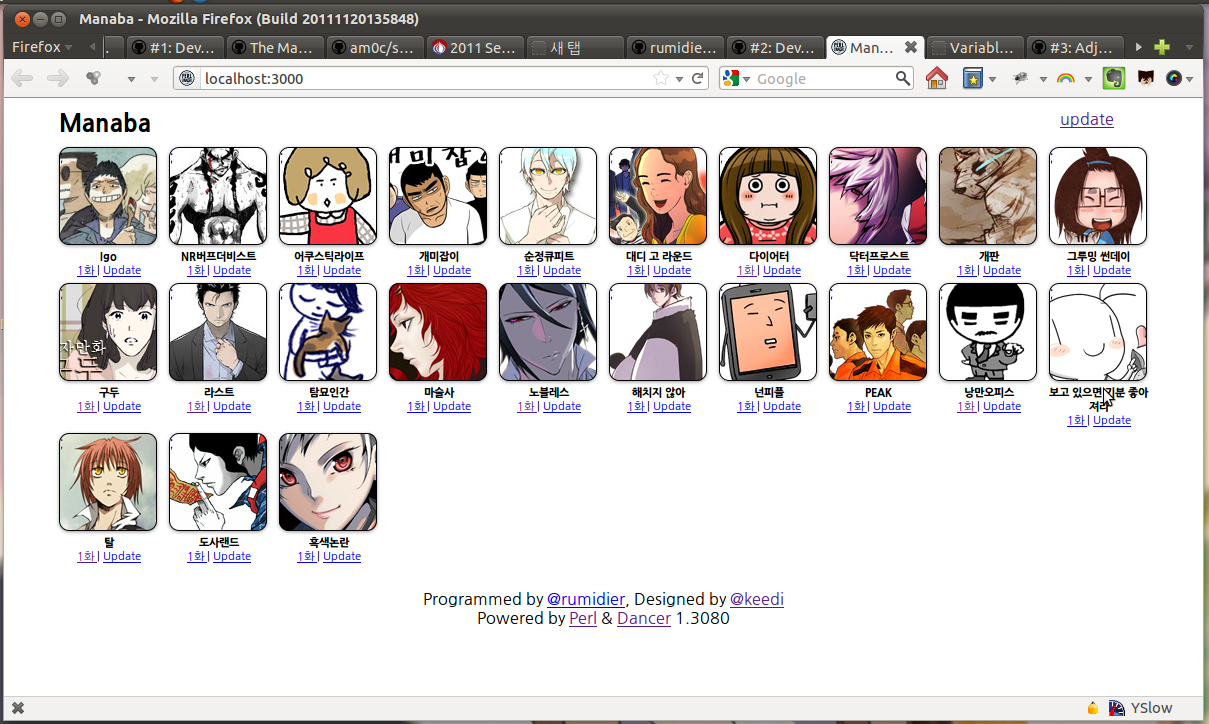 Manaba - Mozilla Firefox (Build 20111120135848)
Firefox
#1: Dev...
The Ma...
am0c/s...
2011 Se...
새 탭
rumidie...
#2: Dev...
Man...
Variabl...
#3: Adj...
localhost:3000
Google
Manaba
update
Igo
1화 | Update
NR버프더비스트
1화 | Update
어쿠스틱라이프
1화 | Update
개미잡이
1화 | Update
순정큐피트
1화 | Update
대디 고 라운드
1화 | Update
다이어터
1화 | Update
닥터프로스트
1화 | Update
개판
1화 | Update
그투밍 썬데이
1화 | Update
구두
1화 | Update
라스트
1화 | Update
탐묘인간
1화 | Update
마술사
1화 | Update
노블레스
1화 | Update
해치지 않아
1화 | Update
넌피플
1화 | Update
PEAK
1화 | Update
낭만오피스
1화 | Update
보고 있으면 기분 좋아
져라
1화 | Update
탈
1화 | Update
도사랜드
1화 | Update
흑색논란
1화 | Update
Programmed by @rumidier, Designed by @keedi
Powered by Perl & Dancer 1.3080
YSlow